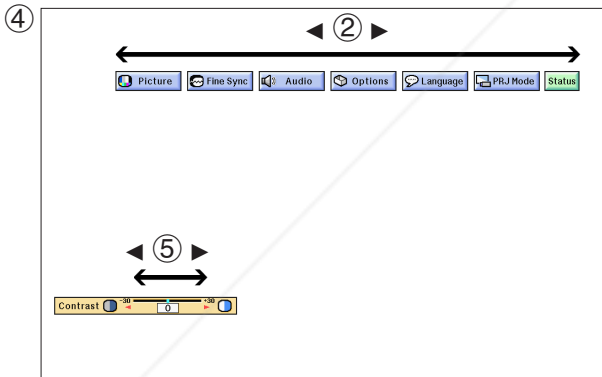 ④
◀ ② ▶
Picture Fine Sync Audio Options Language PRJ Mode Status
◀ ⑤ ▶
Contrast -30 0 +30